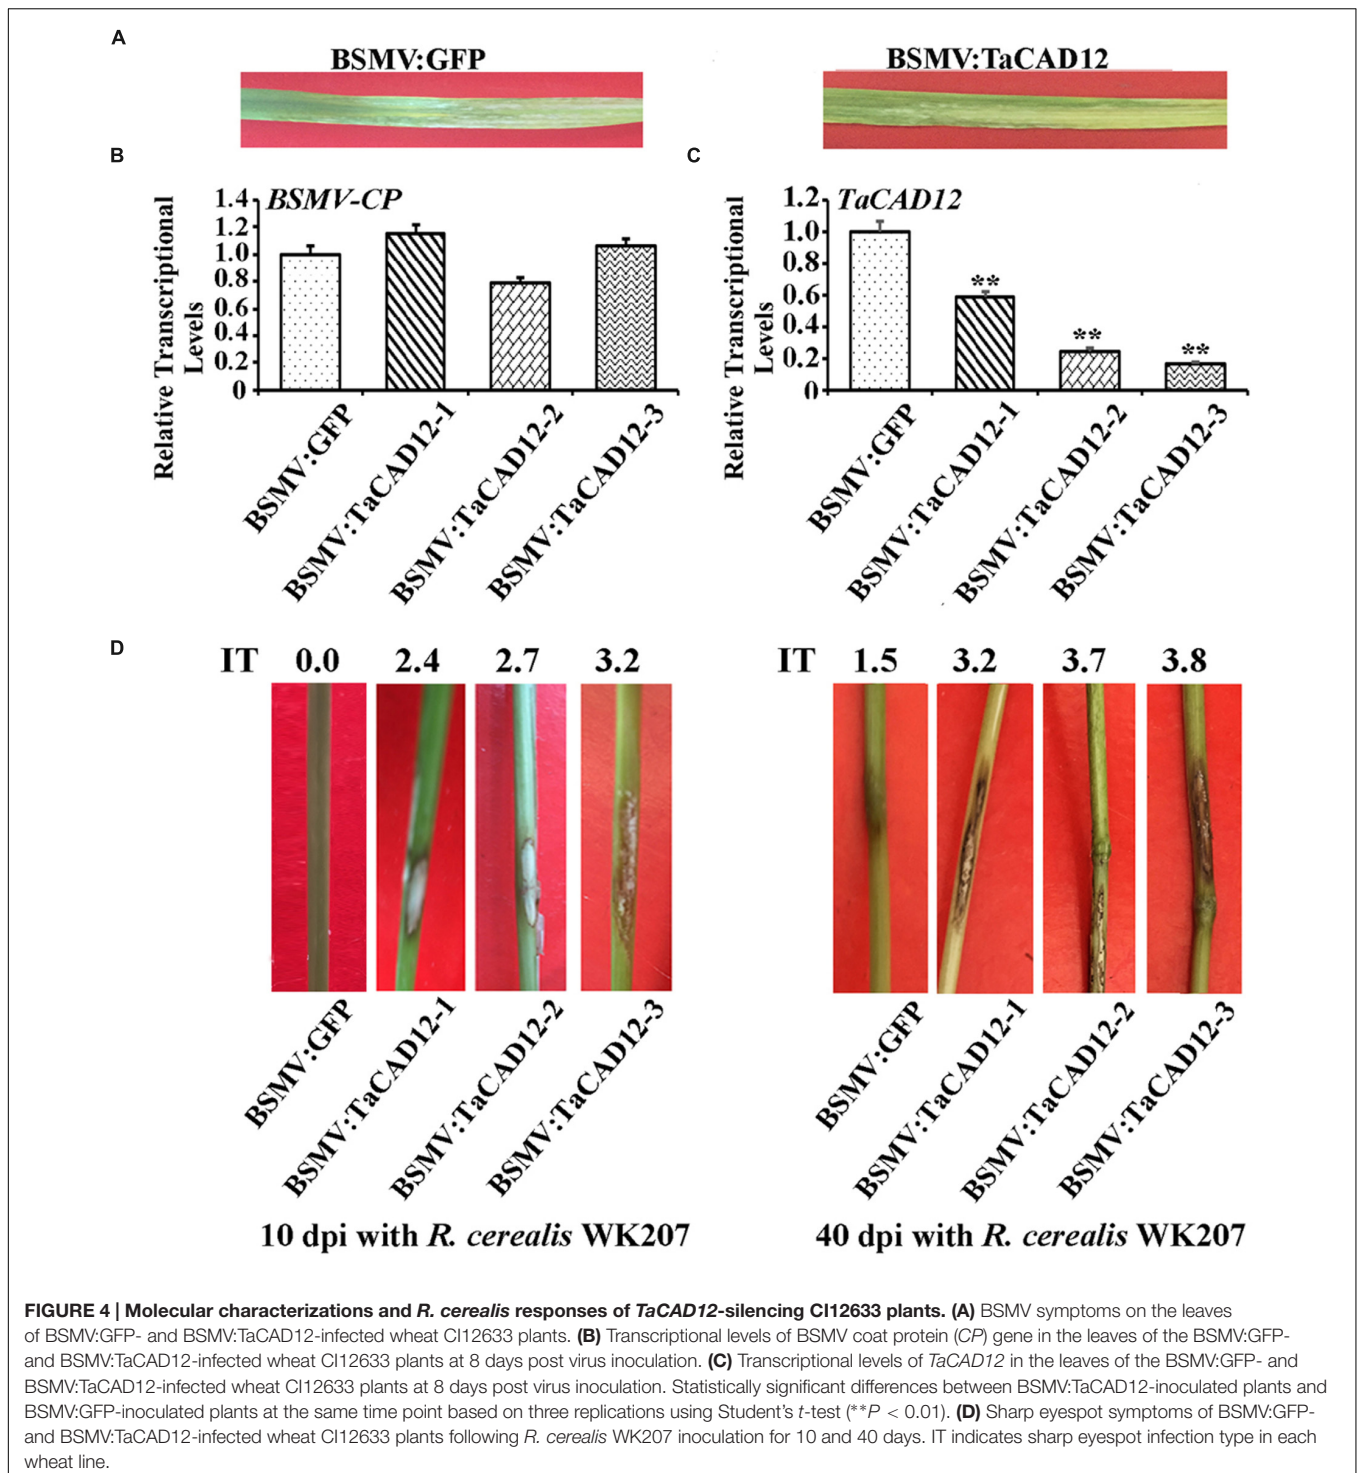 A
BSMV:GFP
BSMV:TaCAD12
B
C
Relative Transcriptional
Levels
1.4
1.2
1.0
0.8
0.6
0.4
0.2
0
BSMV-CP
BSMV:GFP
BSMV:TaCAD12-1
BSMV:TaCAD12-2
BSMV:TaCAD12-3
Relative Transcriptional
Levels
1.2
1.0
0.8
0.6
0.4
0.2
0
TaCAD12
**
**
**
BSMV:GFP
BSMV:TaCAD12-1
BSMV:TaCAD12-2
BSMV:TaCAD12-3
D
IT 0.0 2.4 2.7 3.2
BSMV:GFP
BSMV:TaCAD12-1
BSMV:TaCAD12-2
BSMV:TaCAD12-3
10 dpi with R. cerealis WK207
IT 1.5 3.2 3.7 3.8
BSMV:GFP
BSMV:TaCAD12-1
BSMV:TaCAD12-2
BSMV:TaCAD12-3
40 dpi with R. cerealis WK207
FIGURE 4 | Molecular characterizations and R. cerealis responses of TaCAD12-silencing CI12633 plants. (A) BSMV symptoms on the leaves
of BSMV:GFP- and BSMV:TaCAD12-infected wheat CI12633 plants. (B) Transcriptional levels of BSMV coat protein (CP) gene in the leaves of the BSMV:GFP-
and BSMV:TaCAD12-infected wheat CI12633 plants at 8 days post virus inoculation. (C) Transcriptional levels of TaCAD12 in the leaves of the BSMV:GFP- and
BSMV:TaCAD12-infected wheat CI12633 plants at 8 days post virus inoculation. Statistically significant differences between BSMV:TaCAD12-inoculated plants and
BSMV:GFP-inoculated plants at the same time point based on three replications using Student's t-test (**P < 0.01). (D) Sharp eyespot symptoms of BSMV:GFP-
and BSMV:TaCAD12-infected wheat CI12633 plants following R. cerealis WK207 inoculation for 10 and 40 days. IT indicates sharp eyespot infection type in each
wheat line.